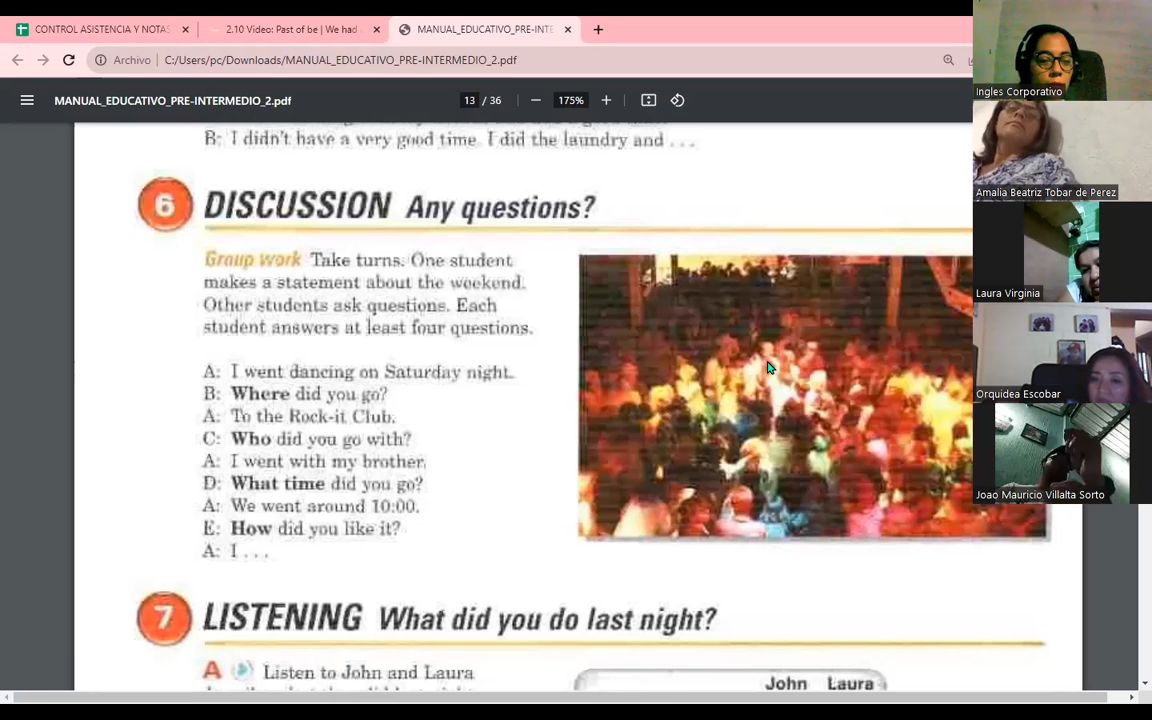 CONTROL ASISTENCIA Y NOTAS
2.10 Video: Past of be | We had
MANUAL_EDUCATIVO_PRE-INTE
Archivo
C:/Users/pc/Downloads/MANUAL_EDUCATIVO_PRE-INTERMEDIO_2.pdf
MANUAL_EDUCATIVO_PRE-INTERMEDIO_2.pdf
13 / 36
175%
B: I didn't have a very good time. I did the laundry and . . .
6 DISCUSSION Any questions?
Group work Take turns. One student
makes a statement about the weekend.
Other students ask questions. Each
student answers at least four questions.
A: I went dancing on Saturday night.
B: Where did you go?
A: To the Rock-it Club.
C: Who did you go with?
A: I went with my brother.
D: What time did you go?
A: We went around 10:00.
E: How did you like it?
A: I . . .
7 LISTENING What did you do last night?
A Listen to John and Laura
John Laura
Ingles Corporativo
Amalia Beatriz Tobar de Perez
Laura Virginia
Orquidea Escobar
Joao Mauricio Villalta Sorto